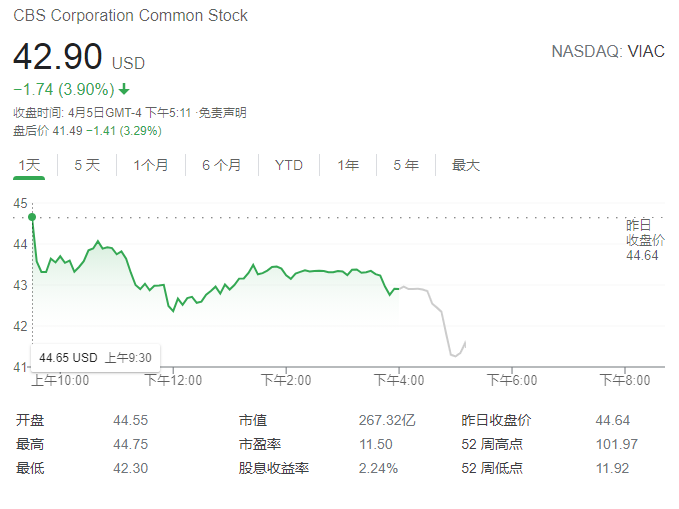 CBS Corporation Common Stock
42.90 USD
NASDAQ: VIAC
−1.74 (3.90%)
收盘时间: 4月5日GMT-4 下午5:11 ·免责声明
盘后价 41.49 −1.41 (3.29%)
1天 5 天 1个月 6 个月 YTD 1年 5 年 最大
45
44
43
42
41
昨日
收盘价
44.64
44.65 USD 上午9:30
上午10:00 下午12:00 下午2:00 下午4:00 下午6:00 下午8:00
开盘 44.55 市值 267.32亿 昨日收盘价 44.64
最高 44.75 市盈率 11.50 52 周高点 101.97
最低 42.30 股息收益率 2.24% 52 周低点 11.92